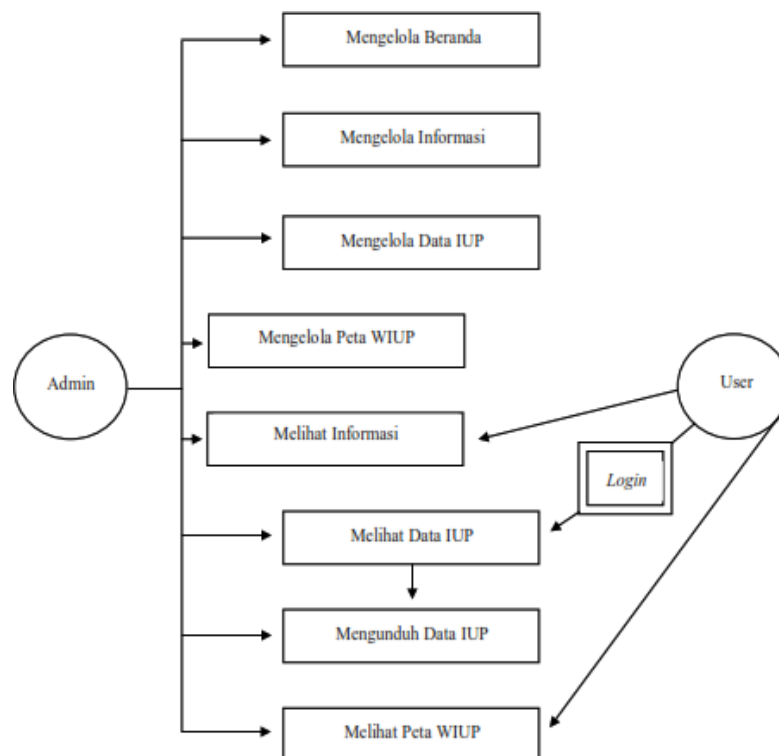 Mengelola Beranda
Mengelola Informasi
Mengelola Data IUP
Mengelola Peta WIUP
Admin
User
Melihat Informasi
Login
Melihat Data IUP
Mengunduh Data IUP
Melihat Peta WIUP